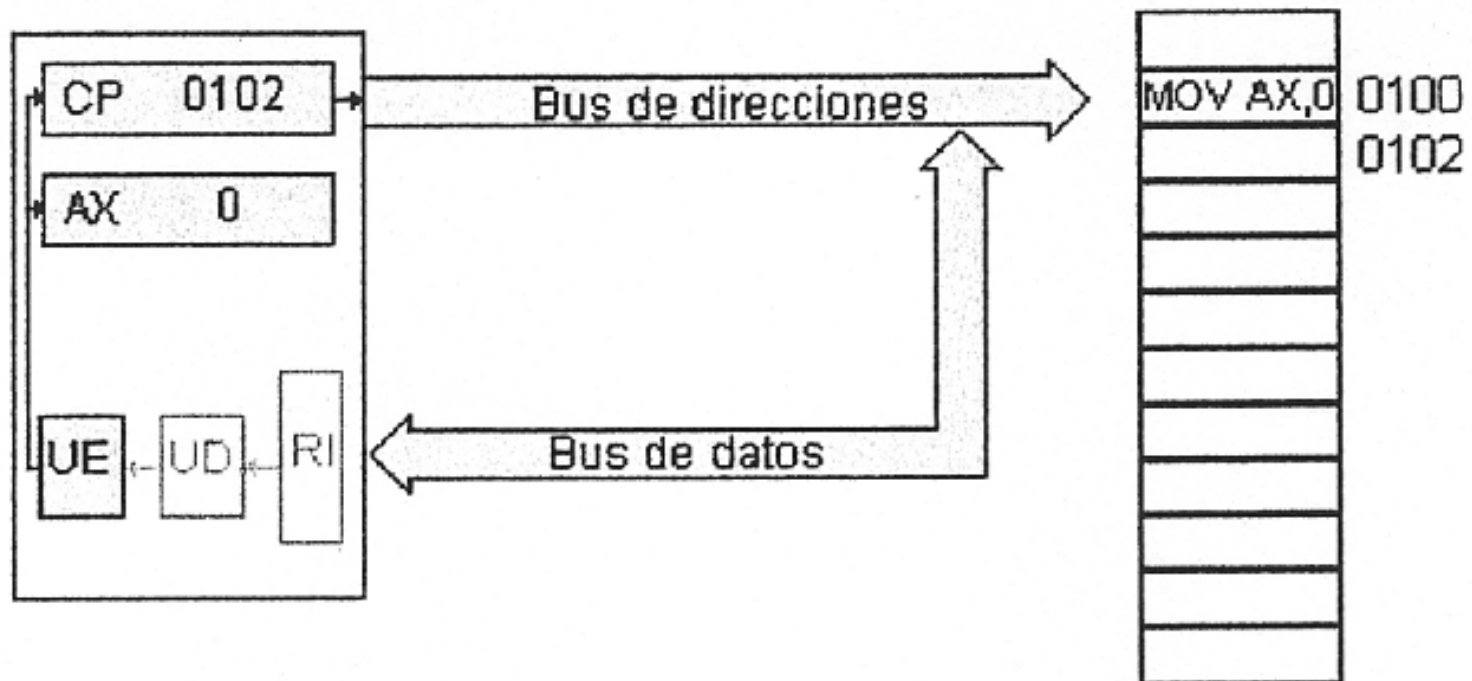 CP 0102
Bus de direcciones
MOV AX,0 0100
0102
AX 0
UE UD RI
Bus de datos